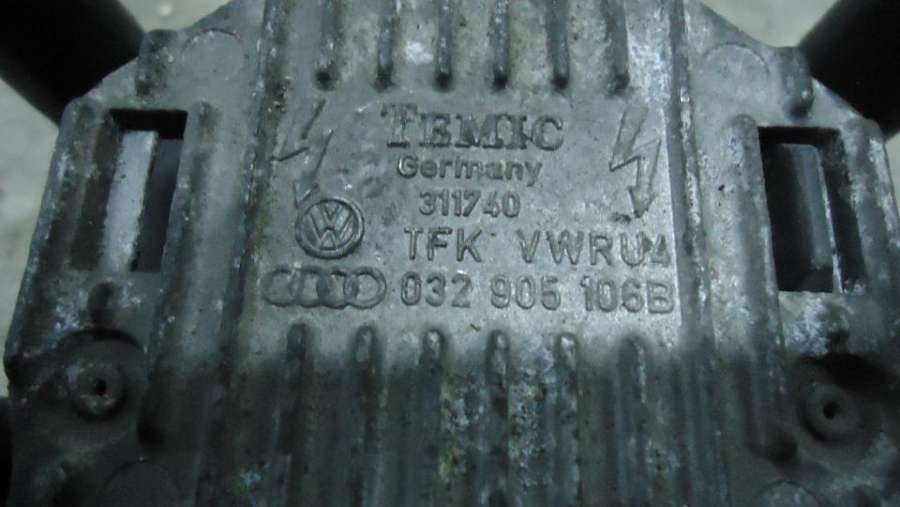 TEMIC
Germany
311740
TFK VWRU4
032 905 106B